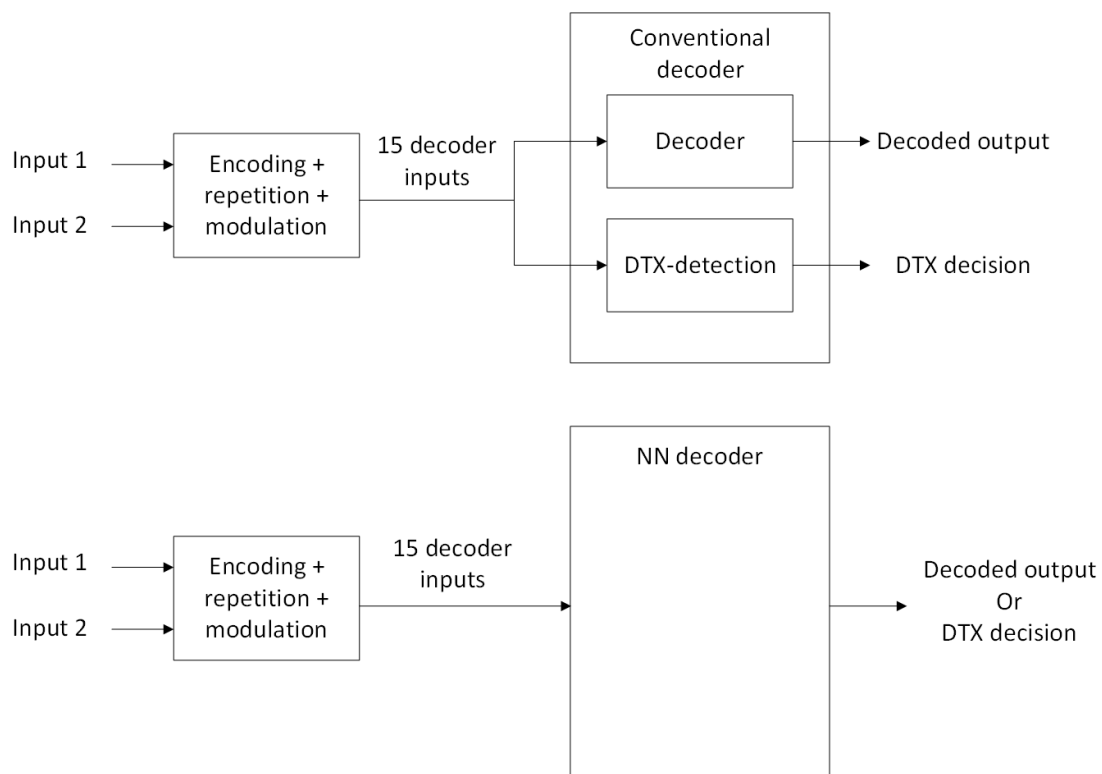 Conventional
decoder
Input 1
Input 2
Encoding +
repetition +
modulation
15 decoder
inputs
Decoder
Decoded output
DTX-detection
DTX decision
NN decoder
Input 1
Input 2
Encoding +
repetition +
modulation
15 decoder
inputs
Decoded output
Or
DTX decision